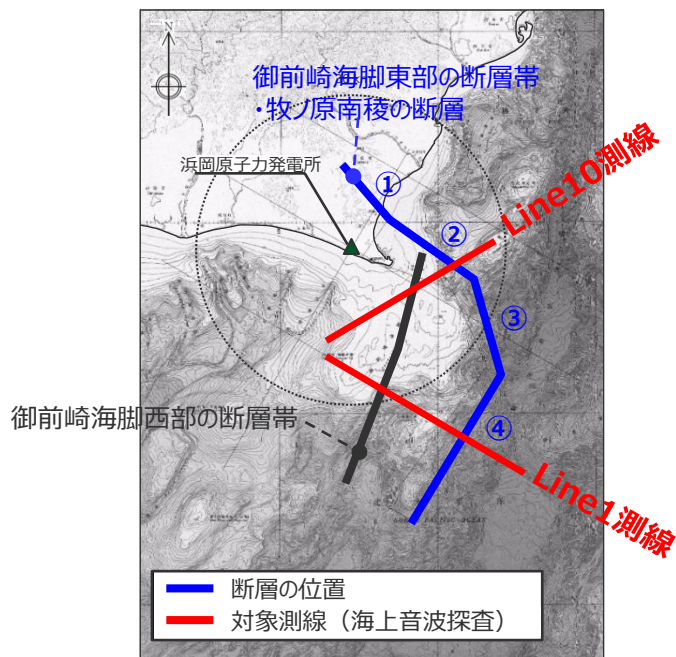 御前崎海脚東部の断層帯
・牧ノ原南稜の断層
浜岡原子力発電所
①
②
Line10測線
③
御前崎海脚西部の断層帯
④
Line1測線
断層の位置
対象測線（海上音波探査）